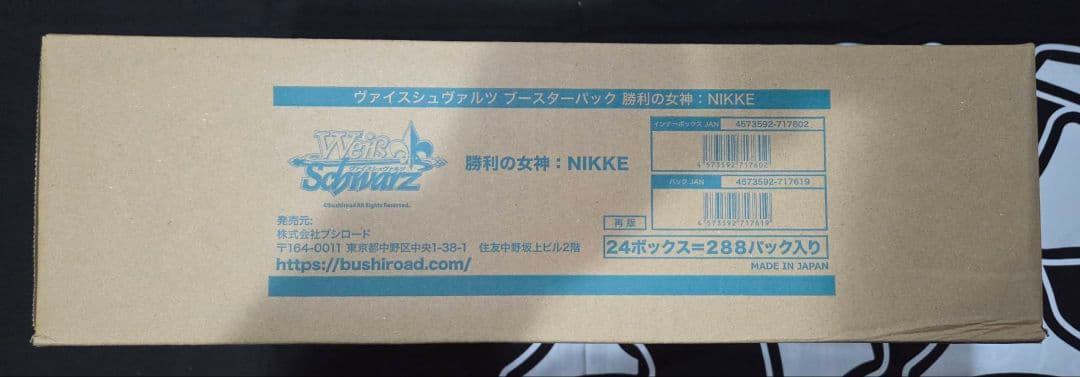 ヴァイスシュヴァルツ ブースターパック 勝利の女神：NIKKE
Weiß
ヴァイスシュヴァルツ
Schwarz
©Bushiroad All Rights Reserved.
勝利の女神：NIKKE
インナーボックス JAN 4573592-717602
4 573592 717602
パック JAN 4573592-717619
4 573592 717619
発売元:
株式会社ブシロード
〒164-0011 東京都中野区中央1-38-1 住友中野坂上ビル2階
https://bushiroad.com/
再版
24ボックス=288パック入り
MADE IN JAPAN